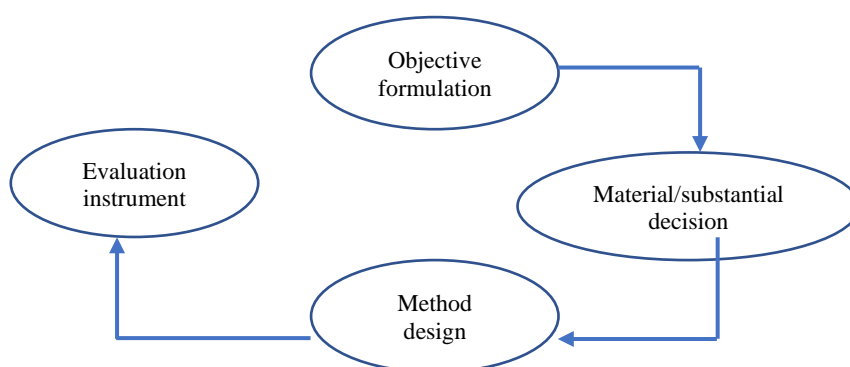 Objective
formulation
Material/substantial
decision
Method
design
Evaluation
instrument